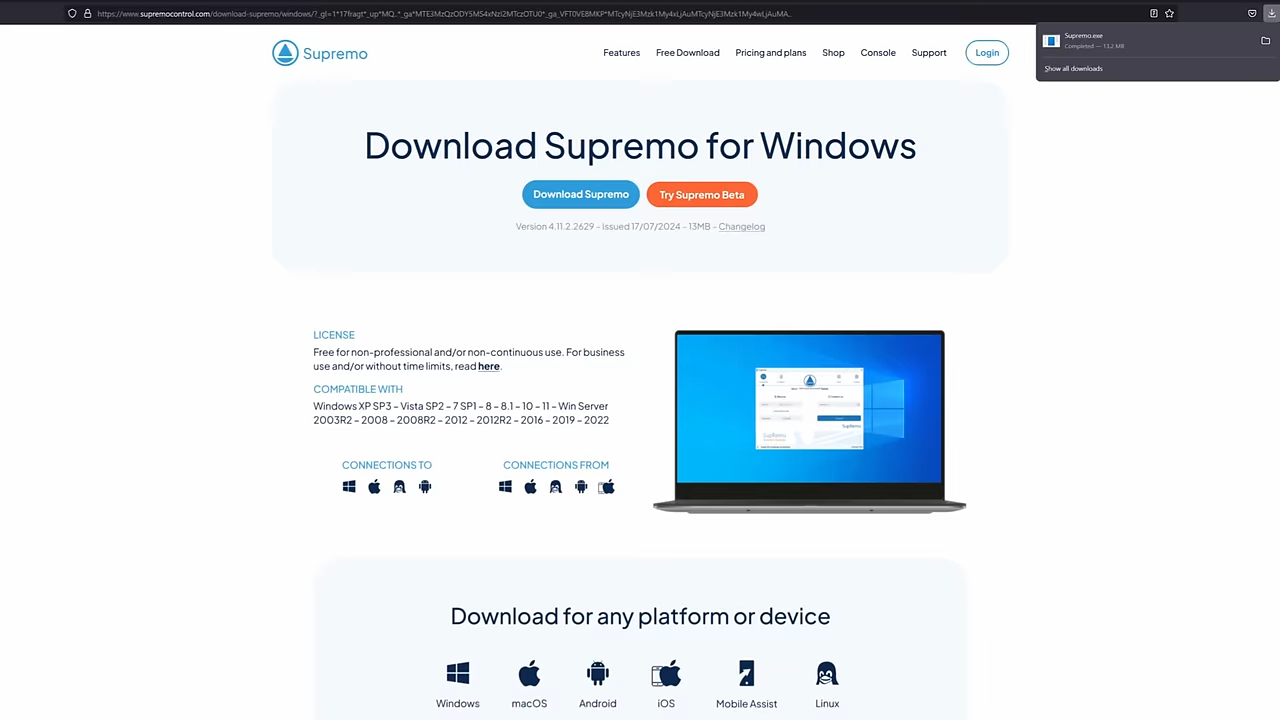 Supremo.exe
Completed — 13.2 MB
Show all downloads
Supremo
Features
Free Download
Pricing and plans
Shop
Console
Support
Login
Download Supremo for Windows
Download Supremo
Try Supremo Beta
Version 4.11.2.2629 - Issued 17/07/2024 - 13MB - Changelog
LICENSE
Free for non-professional and/or non-continuous use. For business
use and/or without time limits, read here.
COMPATIBLE WITH
Windows XP SP3 – Vista SP2 – 7 SP1 – 8 – 8.1 – 10 – 11 – Win Server
2003R2 – 2008 – 2008R2 – 2012 – 2012R2 – 2016 – 2019 – 2022
CONNECTIONS TO
CONNECTIONS FROM
Supremo
Download for any platform or device
Windows
macOS
Android
iOS
Mobile Assist
Linux